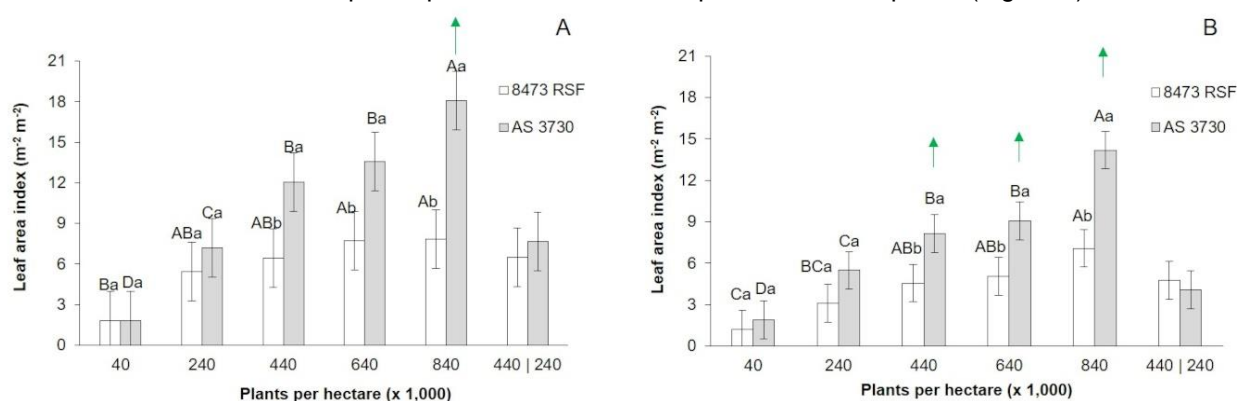 A
21
18
15
12
9
6
3
0
Leaf area index (m⁻² m⁻²)
8473 RSF
AS 3730
Ba Da
ABa Ca
ABb Ba
Ab Ba
Ab Aa
40 240 440 640 840 440 | 240
Plants per hectare (x 1,000)
B
21
18
15
12
9
6
3
0
Leaf area index (m⁻² m⁻²)
8473 RSF
AS 3730
Ca Da
BCa Ca
ABb Ba
ABb Ba
Ab Aa
40 240 440 640 840 440 | 240
Plants per hectare (x 1,000)